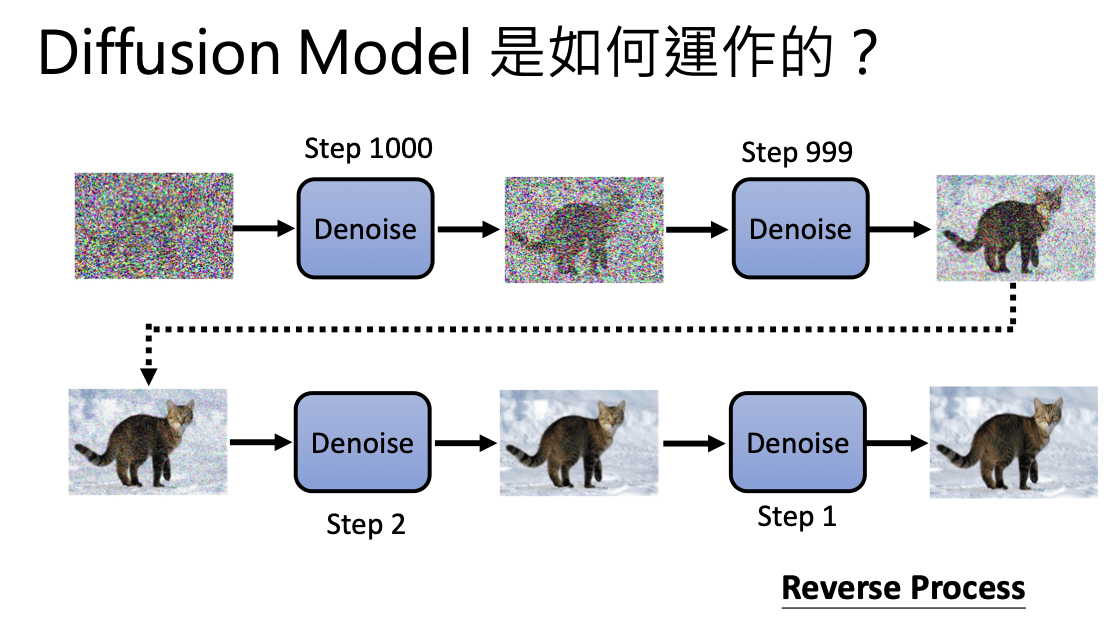 Diffusion Model 是如何運作的？
Step 1000
Step 999
Denoise
Denoise
Denoise
Denoise
Step 2
Step 1
Reverse Process